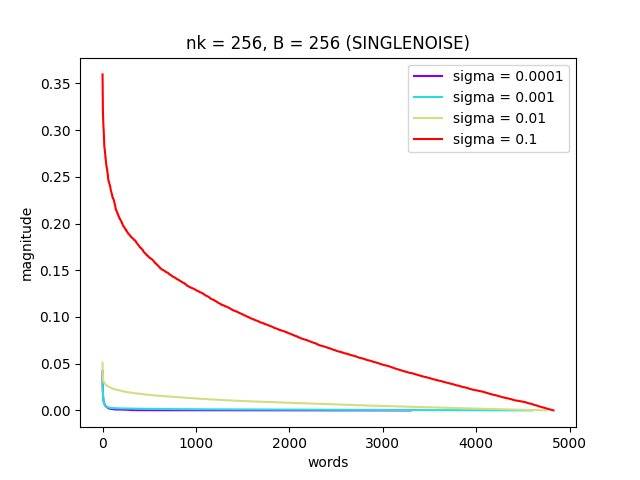 nk = 256, B = 256 (SINGLENOISE)
sigma = 0.0001
sigma = 0.001
sigma = 0.01
sigma = 0.1
magnitude
0.35
0.30
0.25
0.20
0.15
0.10
0.05
0.00
0 1000 2000 3000 4000 5000
words